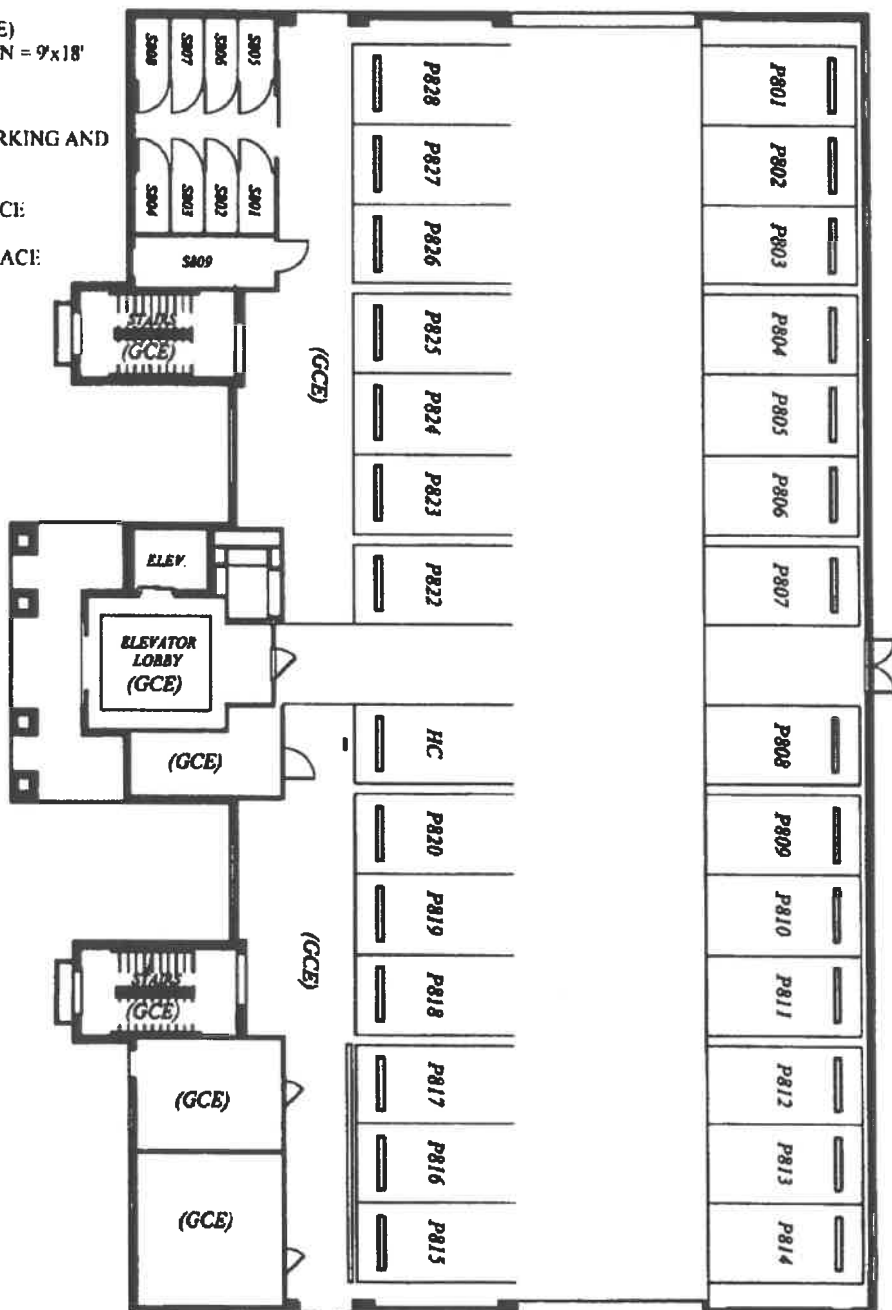 E)
N = 9'x18'
RKING AND
CE
ACE
S808
S807
S806
S805
S804
S803
S802
S801
S809
STAIRS
(GCE)
(GCE)
ELEV.
ELEVATOR
LOBBY
(GCE)
(GCE)
(GCE)
STAIRS
(GCE)
(GCE)
(GCE)
P828
P827
P826
P825
P824
P823
P822
HC
P820
P819
P818
P817
P816
P815
P801
P802
P803
P804
P805
P806
P807
P808
P809
P810
P811
P812
P813
P814